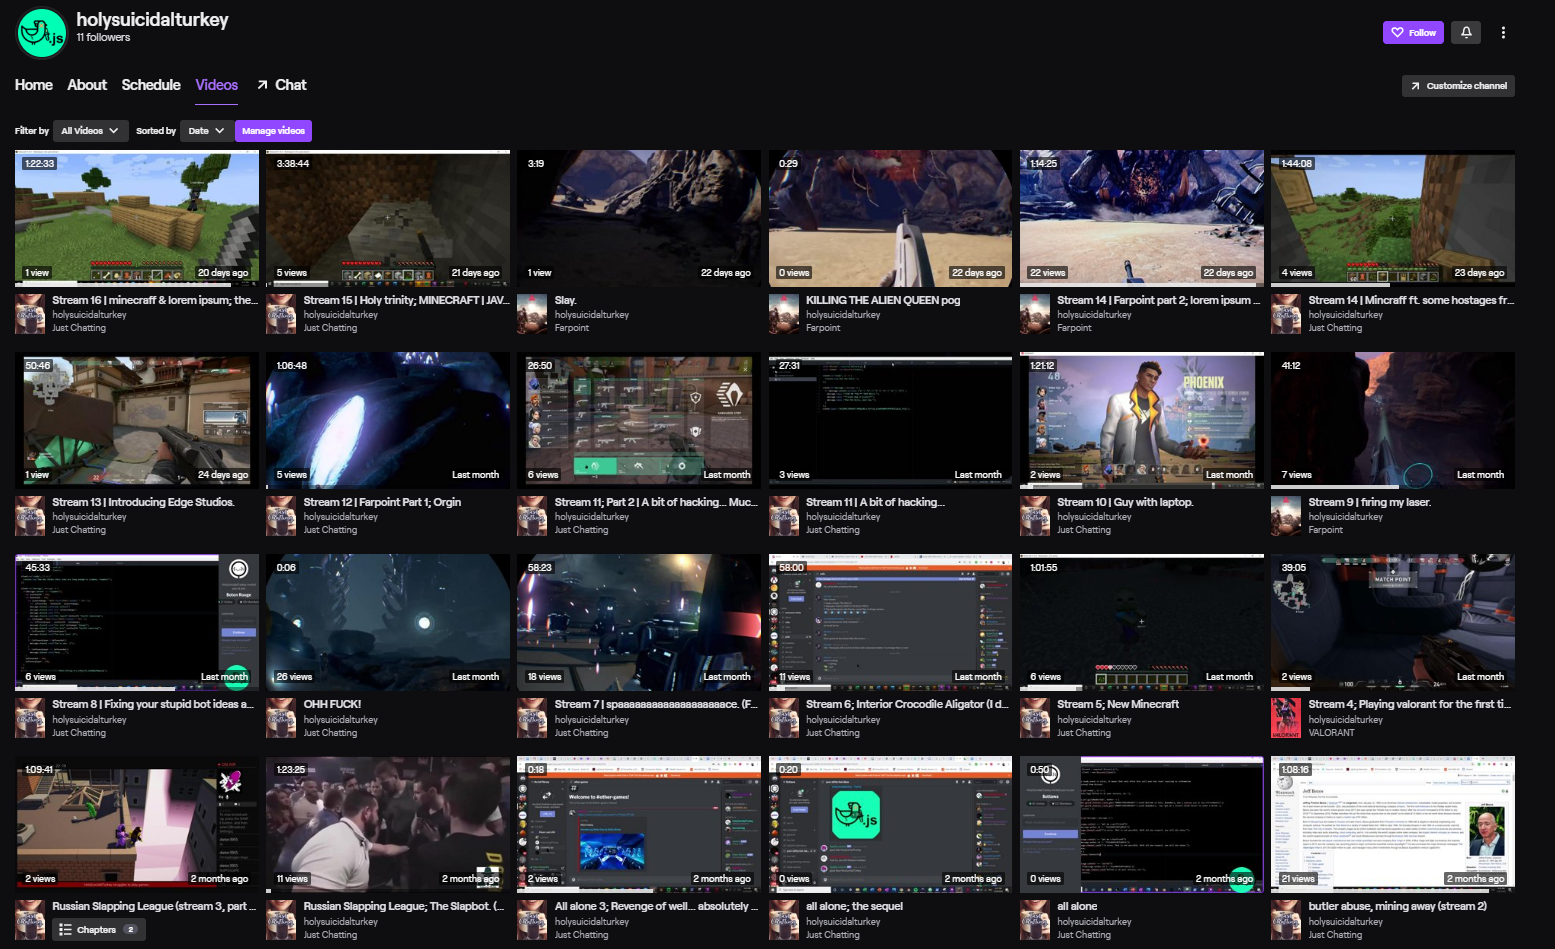 holysuicidalturkey
11 followers
Follow
Home About Schedule Videos Chat
Customize channel
Filter by All Videos Sorted by Date Manage videos
1:22:33
1 view
20 days ago
Stream 16 | minecraff & lorem ipsum; the...
holysuicidalturkey
Just Chatting
3:38:44
5 views
21 days ago
Stream 15 | Holy trinity; MINECRAFT | JAV...
holysuicidalturkey
Just Chatting
3:19
1 view
22 days ago
Slay.
holysuicidalturkey
Farpoint
0:29
0 views
22 days ago
KILLING THE ALIEN QUEEN pog
holysuicidalturkey
Farpoint
1:14:25
22 views
22 days ago
Stream 14 | Farpoint part 2; lorem ipsum ...
holysuicidalturkey
Farpoint
1:44:08
4 views
23 days ago
Stream 14 | Mincraff ft. some hostages fr...
holysuicidalturkey
Just Chatting
50:46
1 view
24 days ago
Stream 13 | Introducing Edge Studios.
holysuicidalturkey
Just Chatting
1:06:48
5 views
Last month
Stream 12 | Farpoint Part 1; Orgin
holysuicidalturkey
Just Chatting
26:50
6 views
Last month
Stream 11; Part 2 | A bit of hacking... Muc...
holysuicidalturkey
Just Chatting
27:31
3 views
Last month
Stream 11 | A bit of hacking...
holysuicidalturkey
Just Chatting
1:21:12
PHOENIX
2 views
Last month
Stream 10 | Guy with laptop.
holysuicidalturkey
Just Chatting
41:12
7 views
Last month
Stream 9 | firing my laser.
holysuicidalturkey
Farpoint
45:33
6 views
Last month
Stream 8 | Fixing your stupid bot ideas a...
holysuicidalturkey
Just Chatting
0:06
26 views
Last month
OHH FUCK!
holysuicidalturkey
Just Chatting
58:23
18 views
Last month
Stream 7 | spaaaaaaaaaaaaaaaaaace. (F...
holysuicidalturkey
Just Chatting
58:00
11 views
Last month
Stream 6; Interior Crocodile Aligator (I d...
holysuicidalturkey
Just Chatting
1:01:55
6 views
Last month
Stream 5; New Minecraft
holysuicidalturkey
Just Chatting
39:05
MATCH POINT
2 views
Last month
Stream 4; Playing valorant for the first ti...
holysuicidalturkey
VALORANT
1:09:41
2 views
2 months ago
Russian Slapping League (stream 3, part ...
Chapters 2
1:23:25
11 views
2 months ago
Russian Slapping League; The Slapbot. (...
holysuicidalturkey
Just Chatting
0:18
Welcome to #other-games!
2 views
2 months ago
All alone 3; Revenge of well... absolutely ...
holysuicidalturkey
Just Chatting
0:20
.js
0 views
2 months ago
all alone; the sequel
holysuicidalturkey
Just Chatting
0:50
0 views
2 months ago
all alone
holysuicidalturkey
Just Chatting
1:08:16
Jeff Bezos
21 views
2 months ago
butler abuse, mining away (stream 2)
holysuicidalturkey
Just Chatting